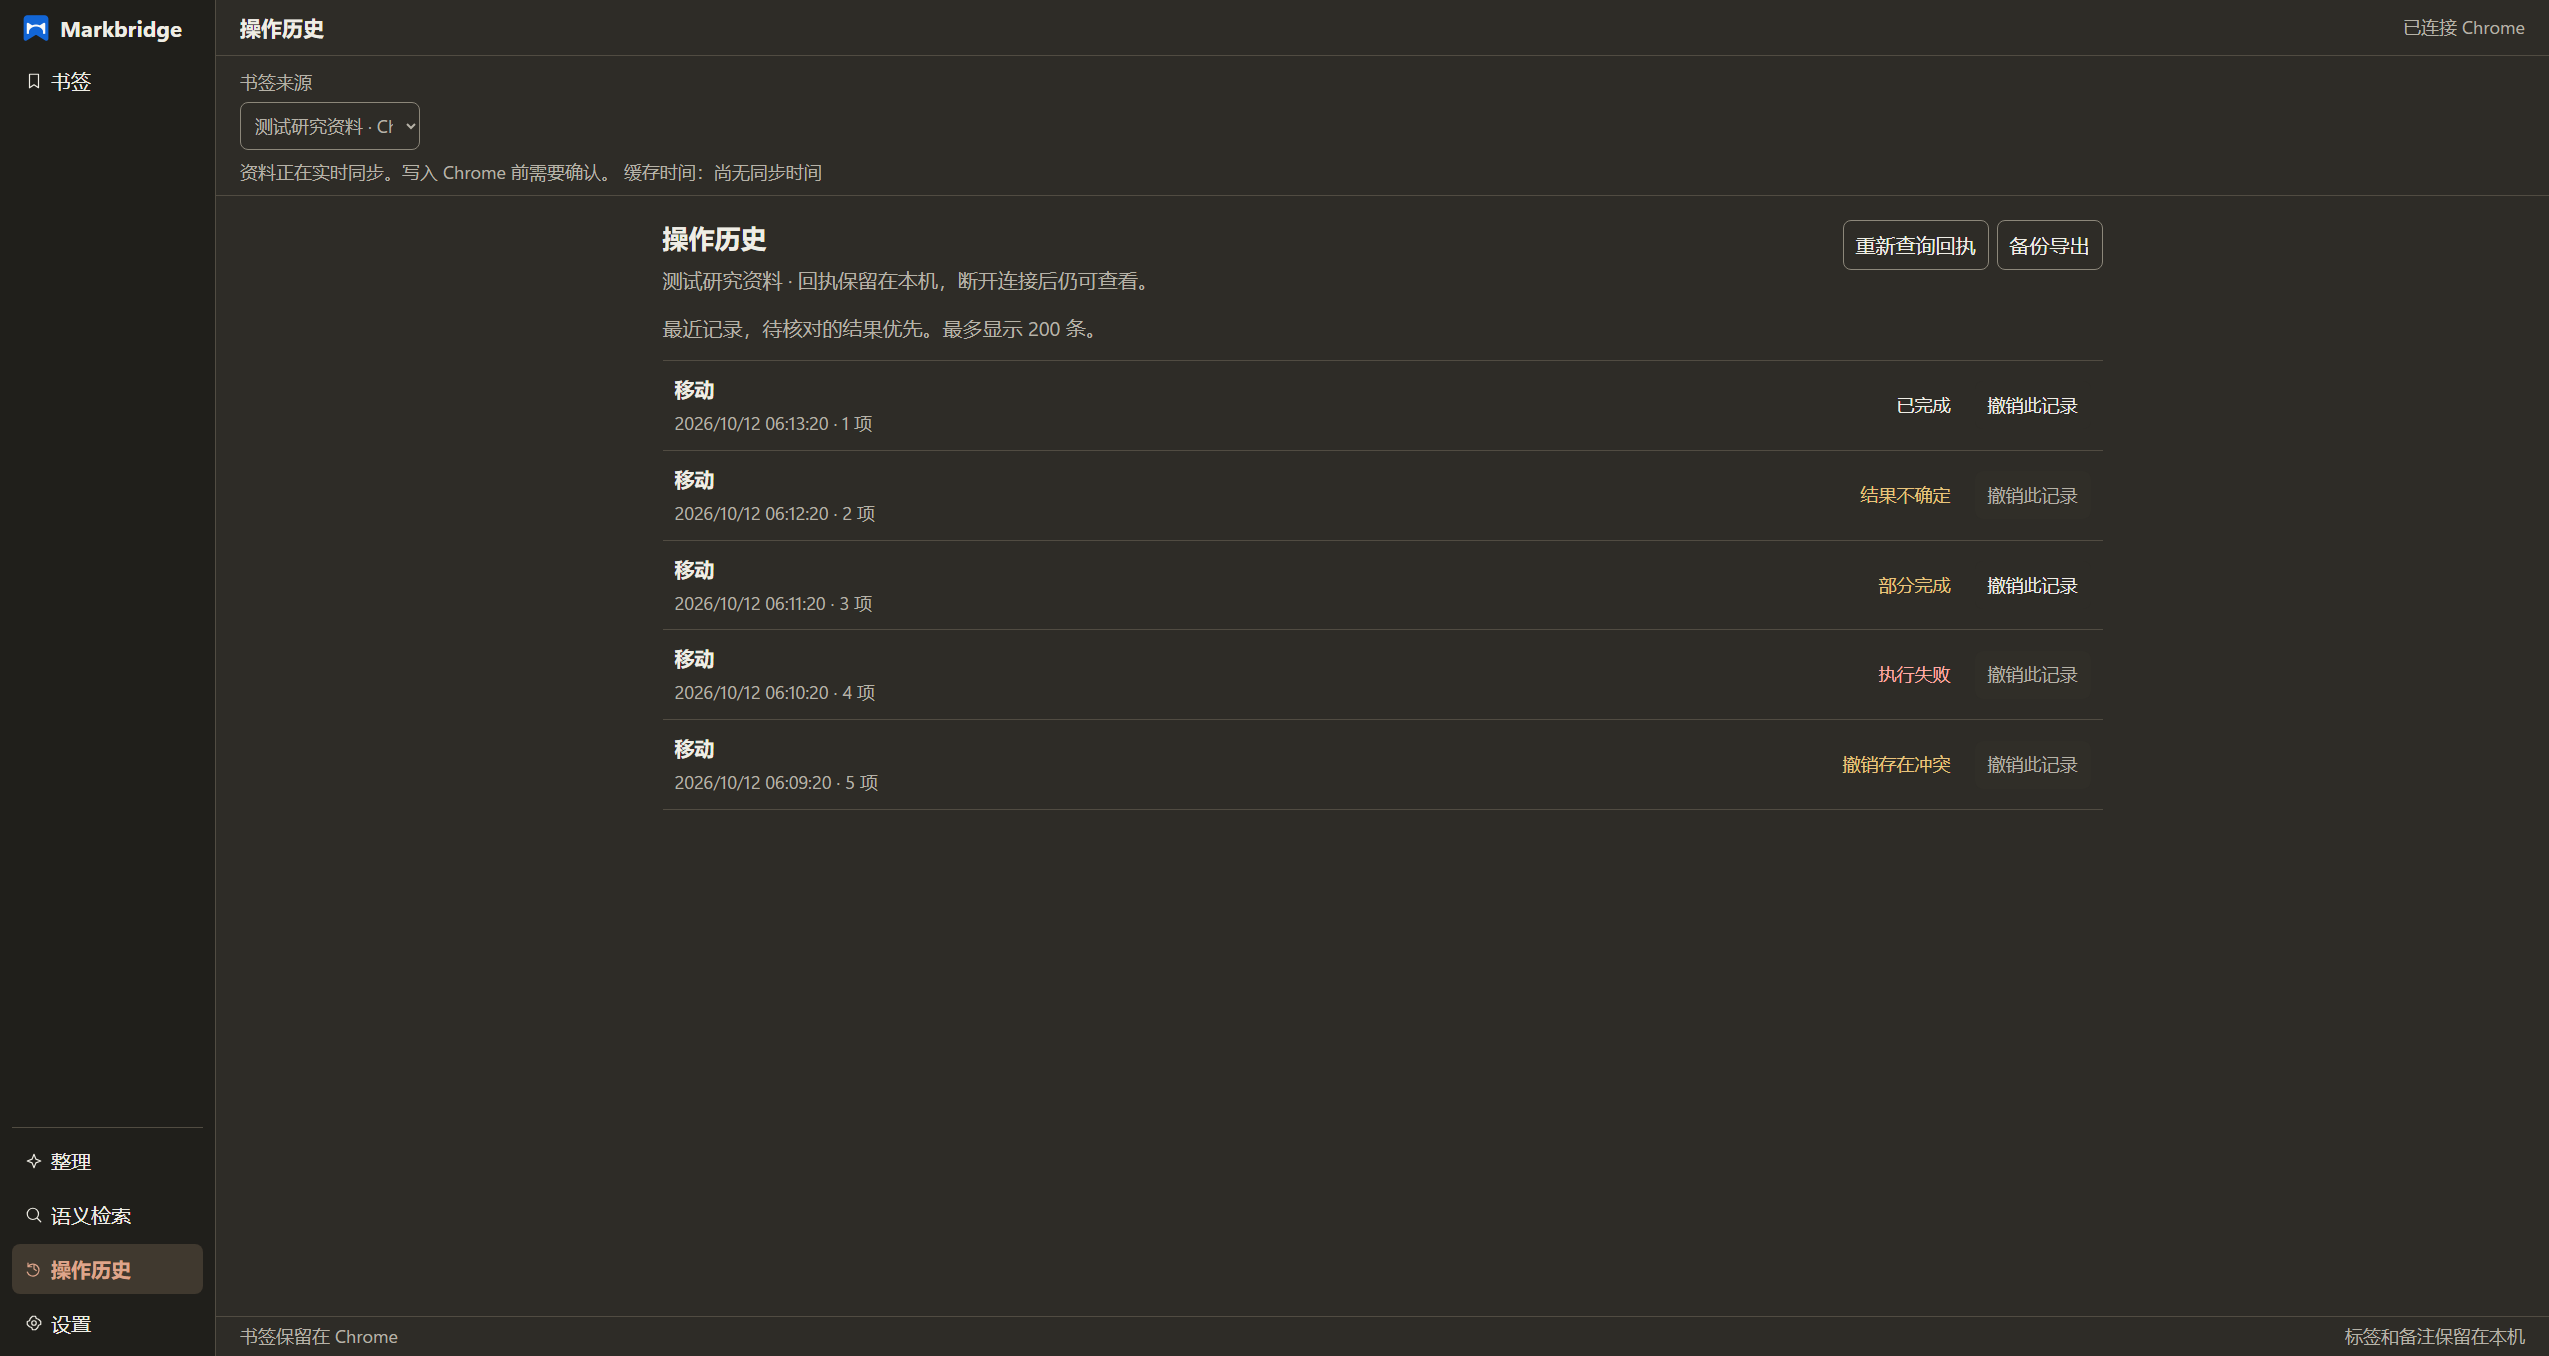 Markbridge
书签
整理
语义检索
操作历史
设置
操作历史
已连接 Chrome
书签来源
测试研究资料 · Ch
资料正在实时同步。写入 Chrome 前需要确认。 缓存时间：尚无同步时间
操作历史
重新查询回执
备份导出
测试研究资料 · 回执保留在本机，断开连接后仍可查看。
最近记录，待核对的结果优先。最多显示 200 条。
移动
2026/10/12 06:13:20 · 1 项
已完成
撤销此记录
移动
2026/10/12 06:12:20 · 2 项
结果不确定
撤销此记录
移动
2026/10/12 06:11:20 · 3 项
部分完成
撤销此记录
移动
2026/10/12 06:10:20 · 4 项
执行失败
撤销此记录
移动
2026/10/12 06:09:20 · 5 项
撤销存在冲突
撤销此记录
书签保留在 Chrome
标签和备注保留在本机